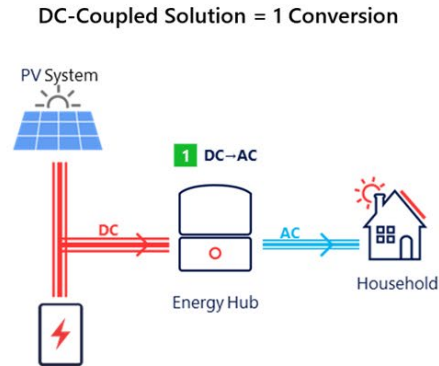 DC-Coupled Solution = 1 Conversion
PV System
1 DC→AC
DC
AC
Energy Hub
Household